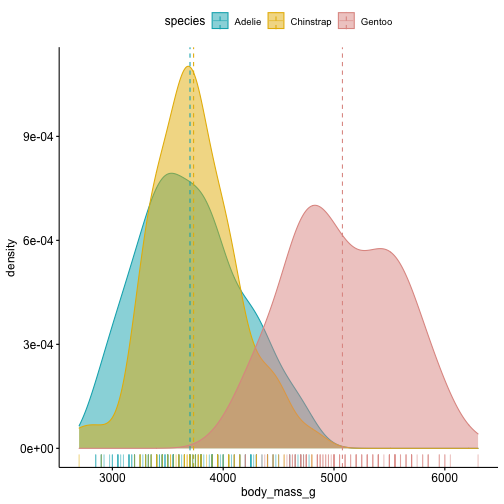 species Adelie Chinstrap Gentoo
density
9e-04
6e-04
3e-04
0e+00
3000 4000 5000 6000
body_mass_g